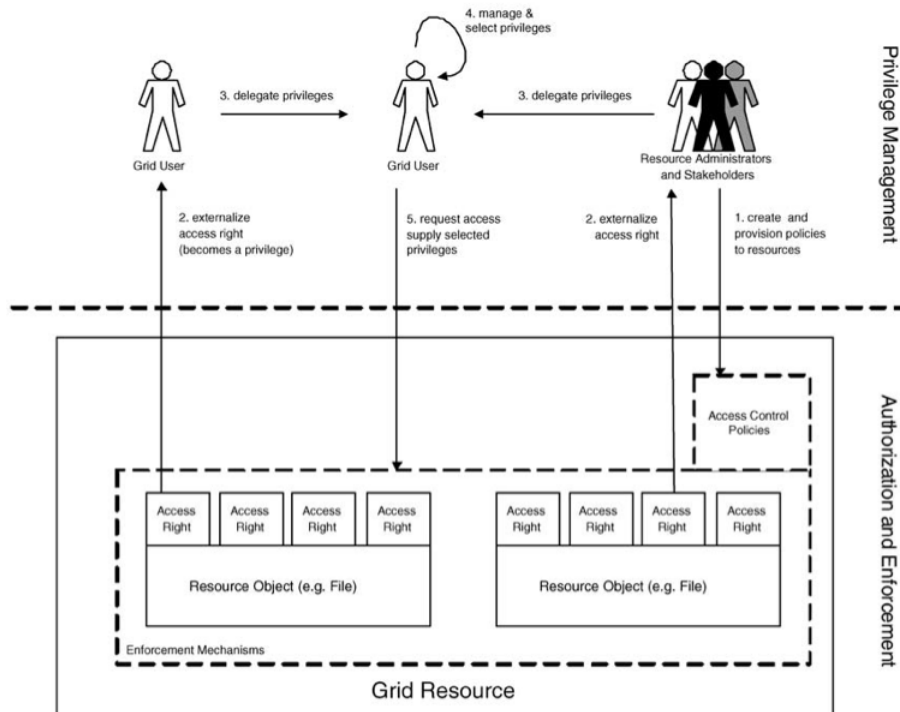 4. manage &
select privileges
3. delegate privileges
3. delegate privileges
Grid User
Grid User
Resource Administrators
and Stakeholders
2. externalize
access right
(becomes a privilege)
5. request access
supply selected
privileges
2. externalize
access right
1. create and
provision policies
to resources
Privilege Management
Access Control
Policies
Access
Right
Access
Right
Access
Right
Access
Right
Access
Right
Access
Right
Access
Right
Access
Right
Resource Object (e.g. File)
Resource Object (e.g. File)
Enforcement Mechanisms
Grid Resource
Authorization and Enforcement